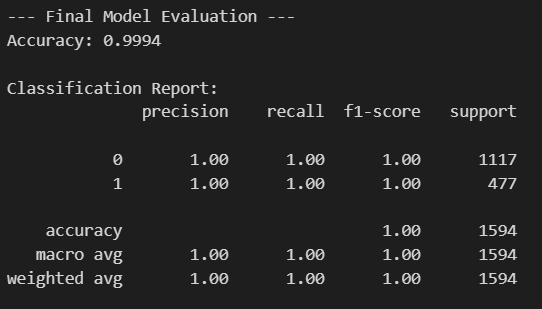 --- Final Model Evaluation ---
Accuracy: 0.9994
Classification Report:
precision recall f1-score support
0 1.00 1.00 1.00 1117
1 1.00 1.00 1.00 477
accuracy 1.00 1594
macro avg 1.00 1.00 1.00 1594
weighted avg 1.00 1.00 1.00 1594